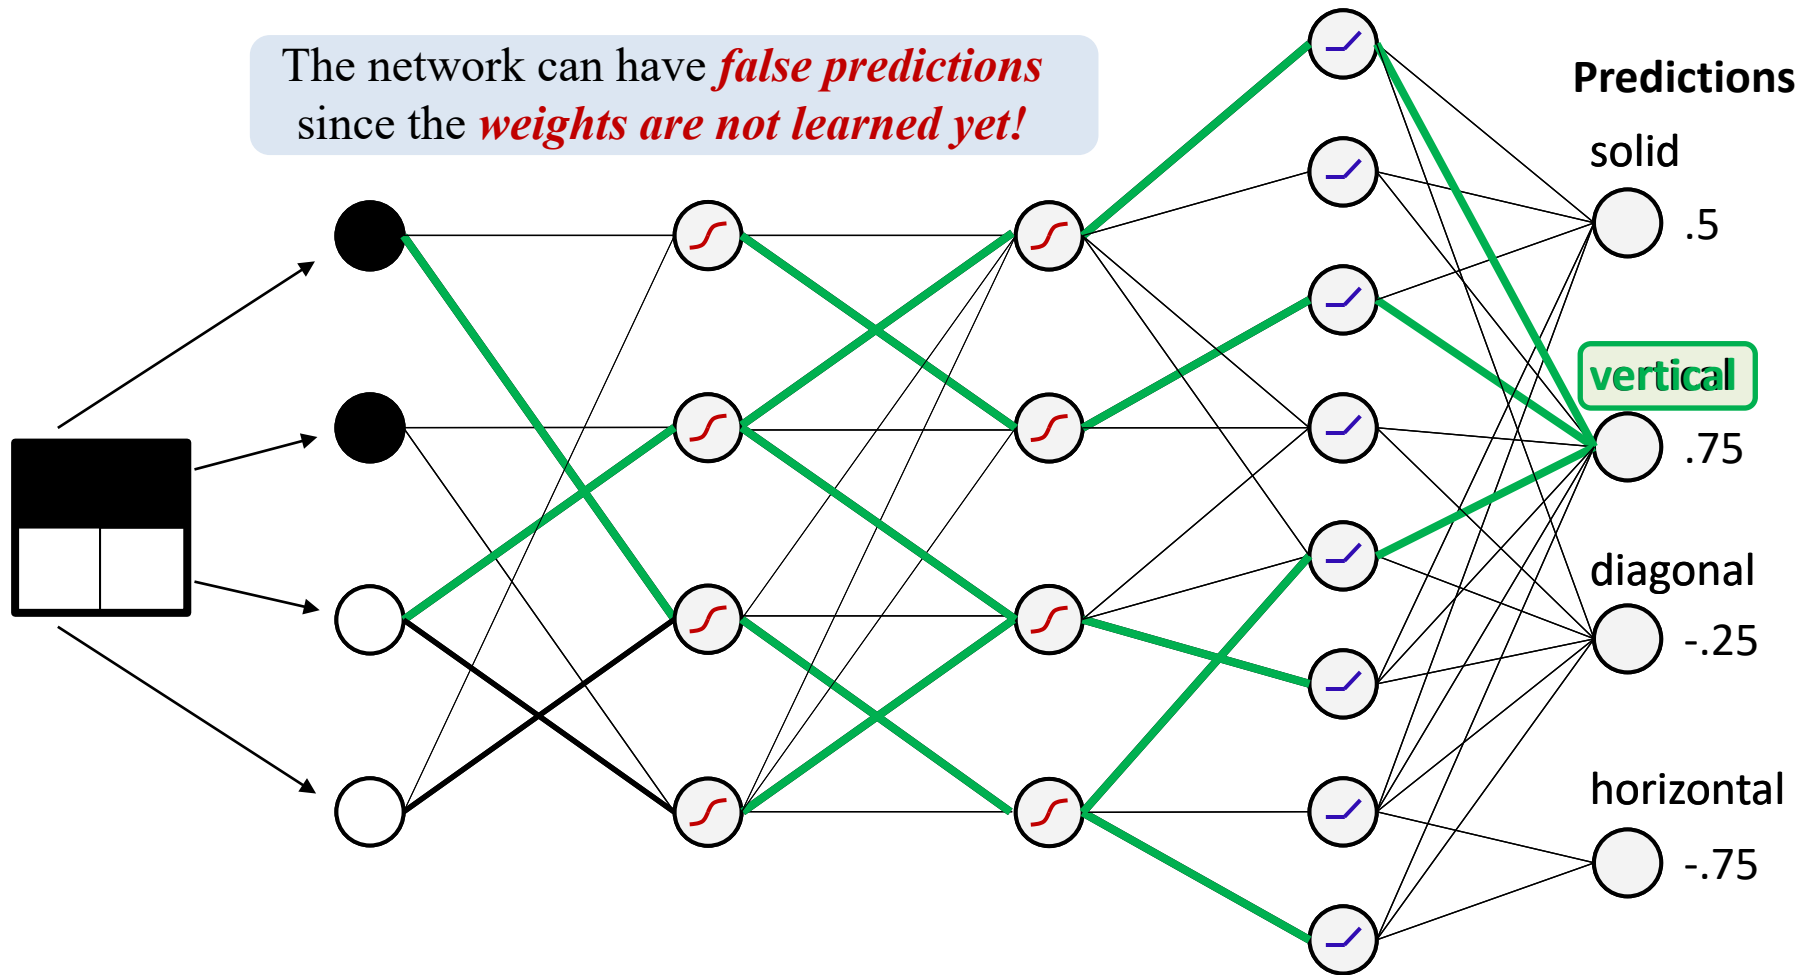 The network can have false predictions
since the weights are not learned yet!
Predictions
solid
.5
vertical
.75
diagonal
-.25
horizontal
-.75